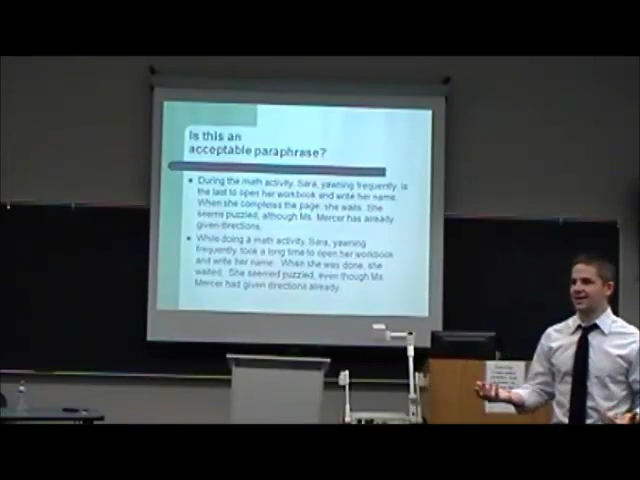 Is this an
acceptable paraphrase?
During the math activity, Sara, yawning frequently, is
the last to open her workbook and write her name.
When she completes the page, she waits. She
seems puzzled, although Ms. Mercer has already
given directions.
While doing a math activity, Sara, yawning
frequently, took a long time to open her workbook
and write her name. When she was done, she
waited. She seemed puzzled, even though Ms.
Mercer had given directions already.